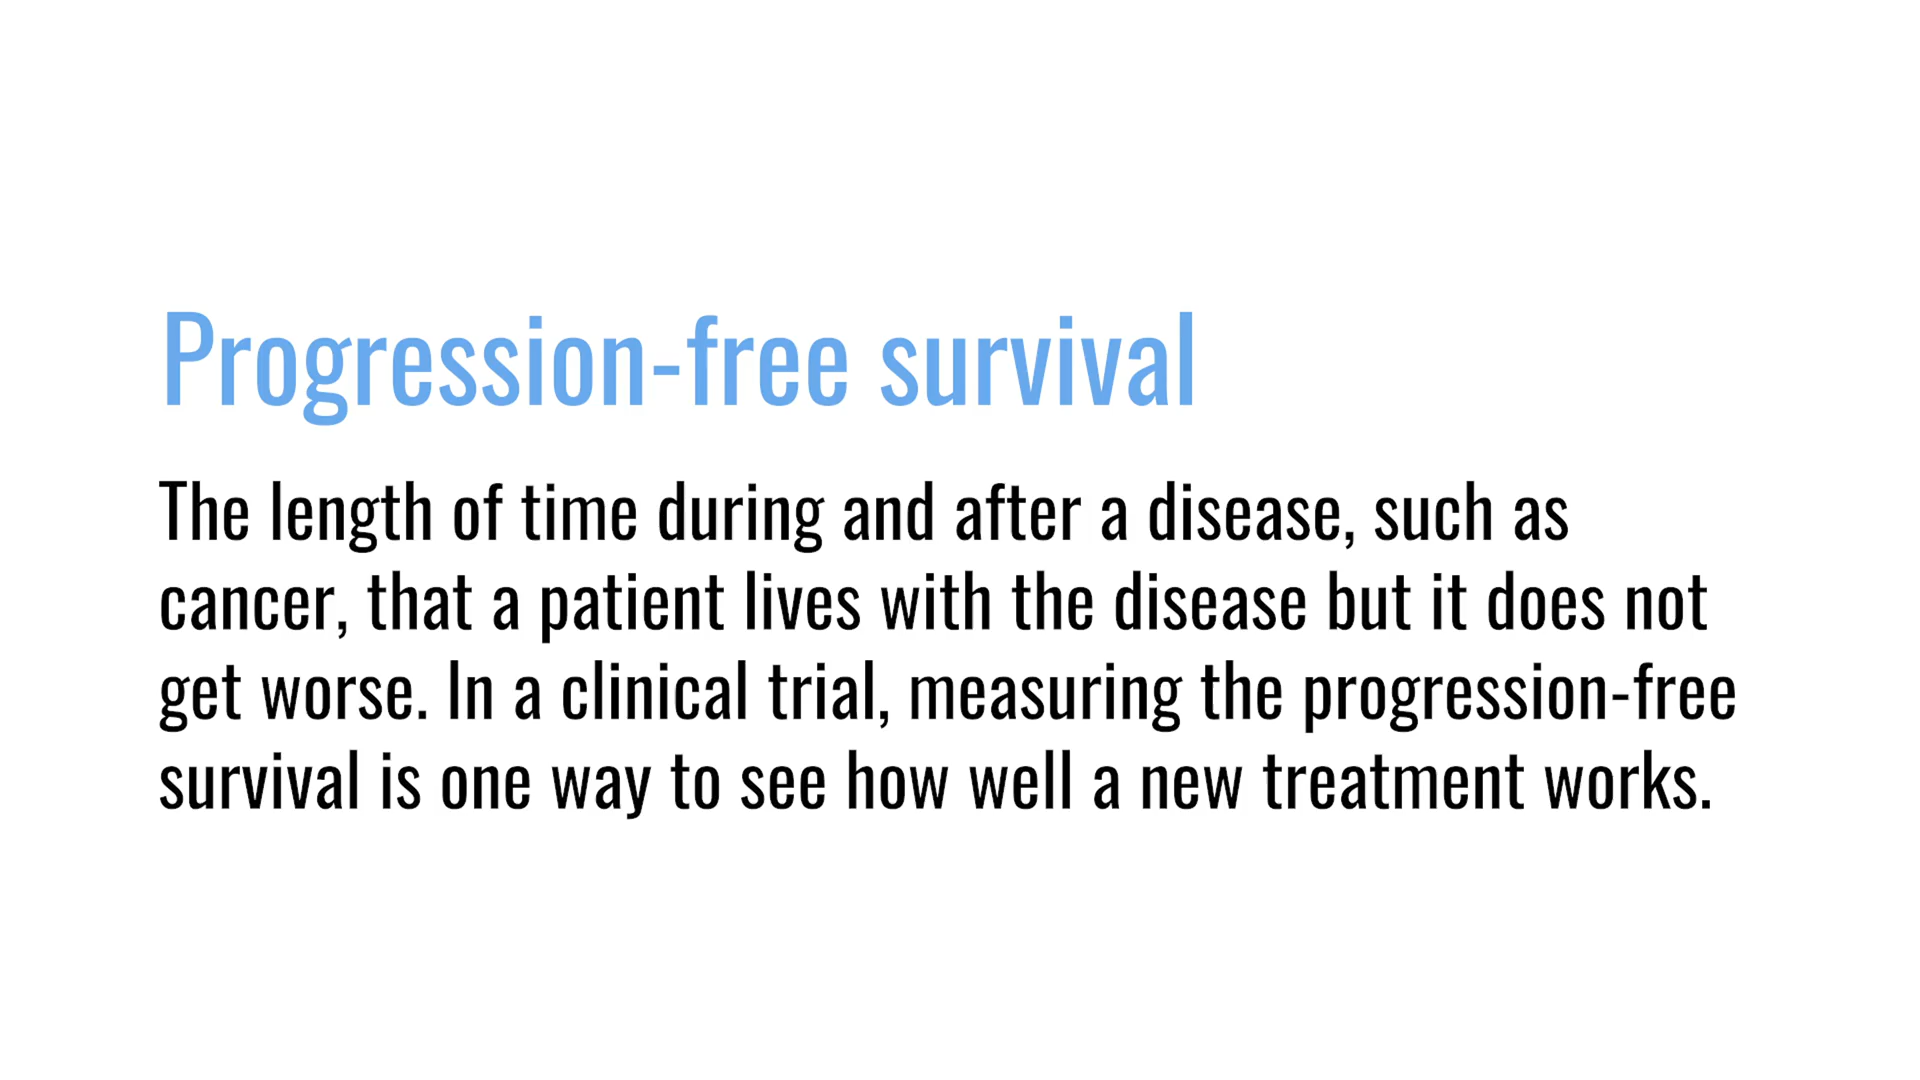 Progression-free survival
The length of time during and after a disease, such as
cancer, that a patient lives with the disease but it does not
get worse. In a clinical trial, measuring the progression-free
survival is one way to see how well a new treatment works.